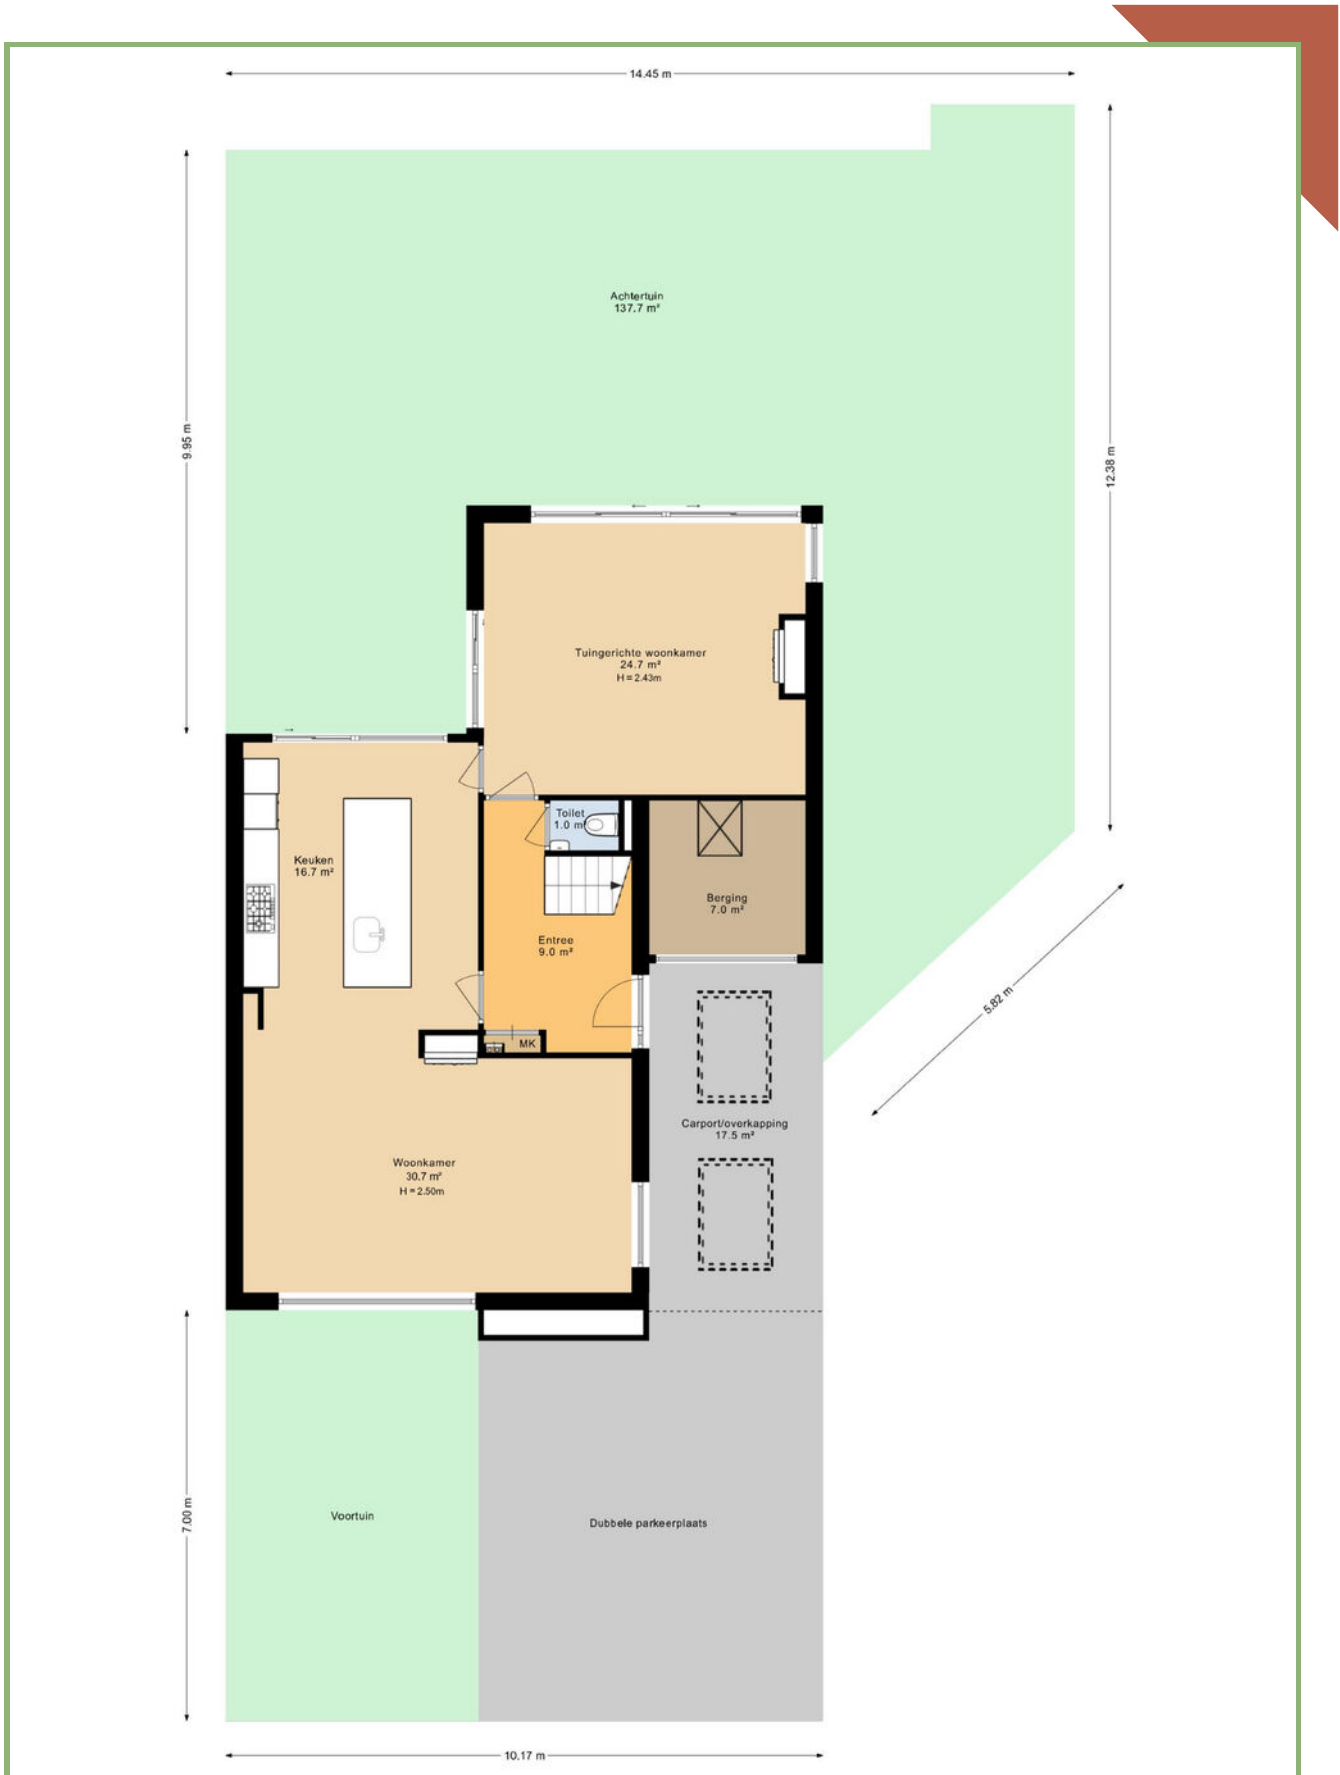 14.45 m
Achtertuin
137.7 m²
9.95 m
12.38 m
Tuingerichte woonkamer
24.7 m²
H = 2.43m
Toilet
1.0 m
Keuken
16.7 m²
Berging
7.0 m²
Entree
9.0 m²
5.82 m
MK
Carport/overkapping
17.5 m²
Woonkamer
30.7 m²
H = 2.50m
7.00 m
Voortuin
Dubbele parkeerplaats
10.17 m